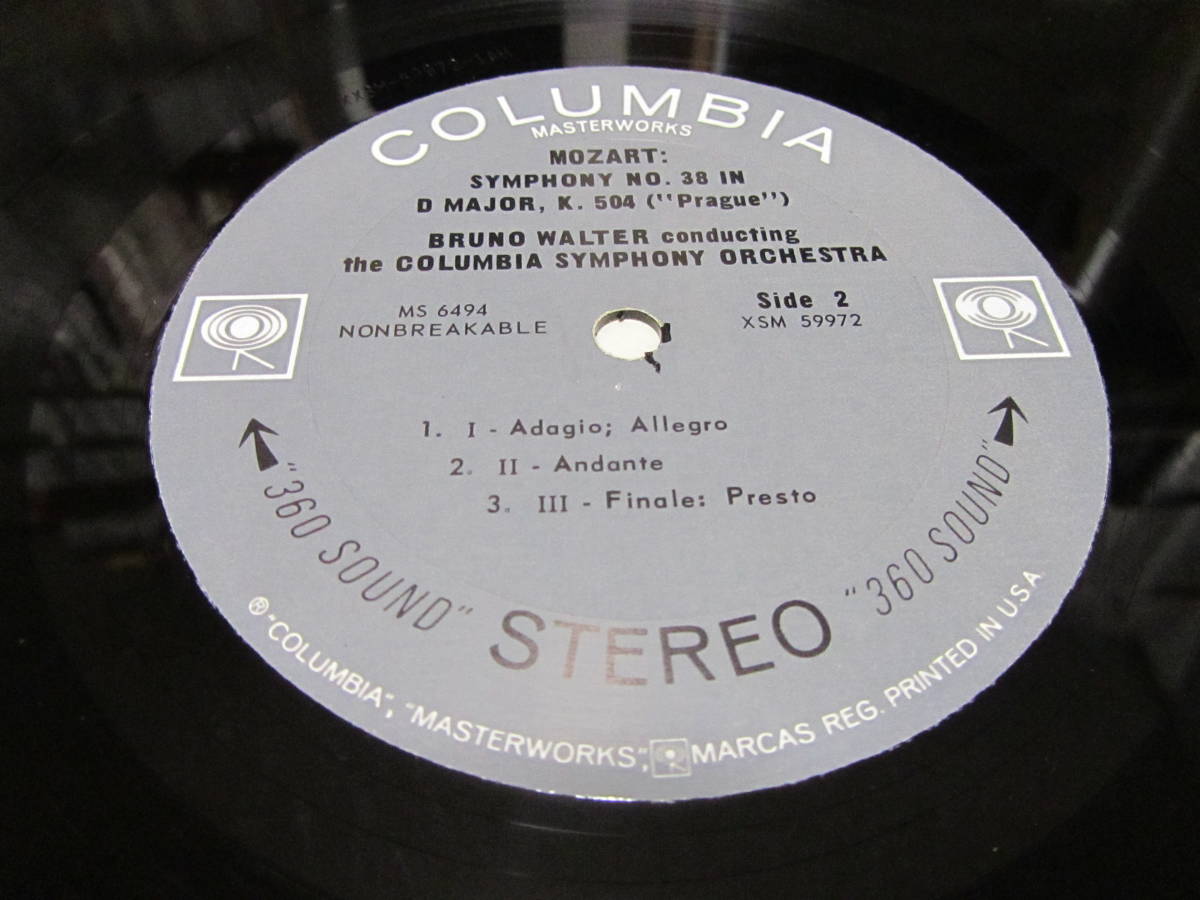 COLUMBIA
MASTERWORKS
MOZART:
SYMPHONY NO. 38 IN
D MAJOR, K. 504 ("Prague")
BRUNO WALTER conducting
the COLUMBIA SYMPHONY ORCHESTRA
MS 6494
NONBREAKABLE
Side 2
XSM 59972
1. I - Adagio; Allegro
2. II - Andante
3. III - Finale: Presto
"360 SOUND" STEREO "360 SOUND"
® "COLUMBIA", "MASTERWORKS", MARCAS REG. PRINTED IN U.S.A.